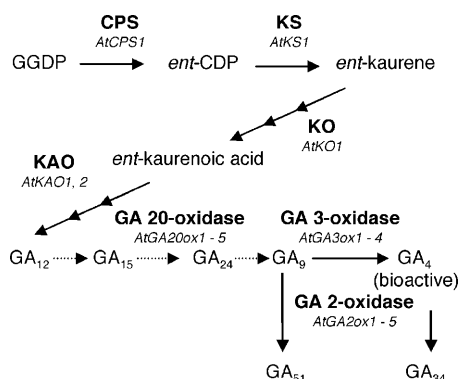 CPS KS
AtCPS1 AtKS1
GGDP ent-CDP ent-kaurene
KO
AtKO1
KAO ent-kaurenoic acid
AtKAO1, 2
GA 20-oxidase GA 3-oxidase
AtGA20ox1 - 5 AtGA3ox1 - 4
GA12 GA15 GA24 GA9 GA4
(bioactive)
GA 2-oxidase
AtGA2ox1 - 5
GA51 GA34